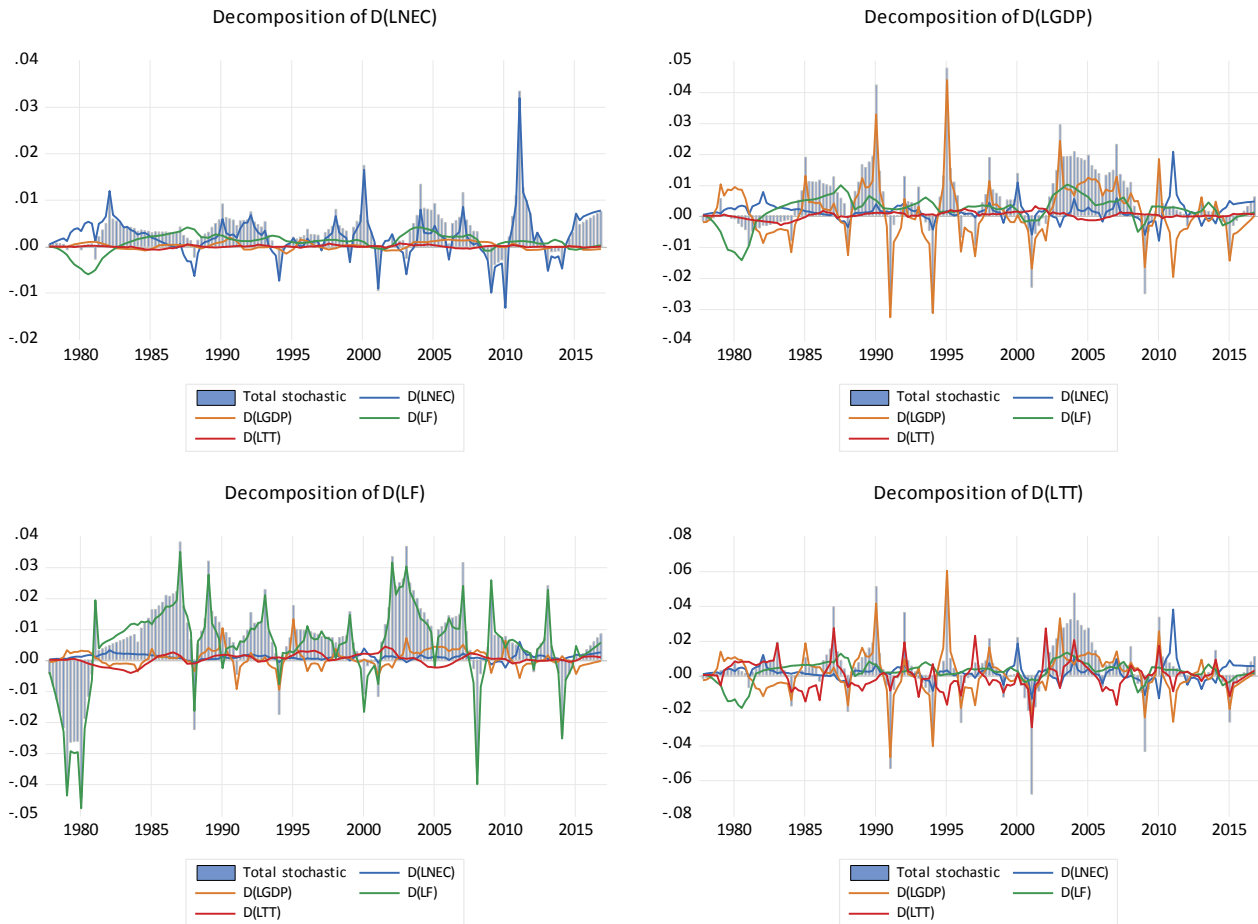 Decomposition of D(LNEC)
.04
.03
.02
.01
.00
-.01
-.02
1980 1985 1990 1995 2000 2005 2010 2015
Total stochastic D(LNEC)
D(LGDP) D(LF)
D(LTT)
Decomposition of D(LGDP)
.05
.04
.03
.02
.01
.00
-.01
-.02
-.03
-.04
1980 1985 1990 1995 2000 2005 2010 2015
Total stochastic D(LNEC)
D(LGDP) D(LF)
D(LTT)
Decomposition of D(LF)
.04
.03
.02
.01
.00
-.01
-.02
-.03
-.04
-.05
1980 1985 1990 1995 2000 2005 2010 2015
Total stochastic D(LNEC)
D(LGDP) D(LF)
D(LTT)
Decomposition of D(LTT)
.08
.06
.04
.02
.00
-.02
-.04
-.06
-.08
1980 1985 1990 1995 2000 2005 2010 2015
Total stochastic D(LNEC)
D(LGDP) D(LF)
D(LTT)